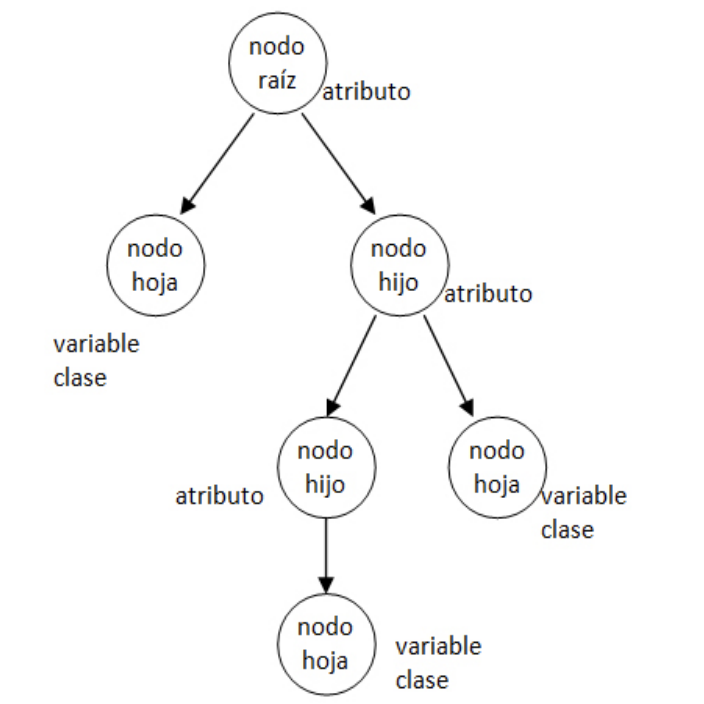 nodo
raíz
atributo
nodo
hoja
nodo
hijo
atributo
variable
clase
nodo
hijo
atributo
nodo
hoja
variable
clase
nodo
hoja
variable
clase